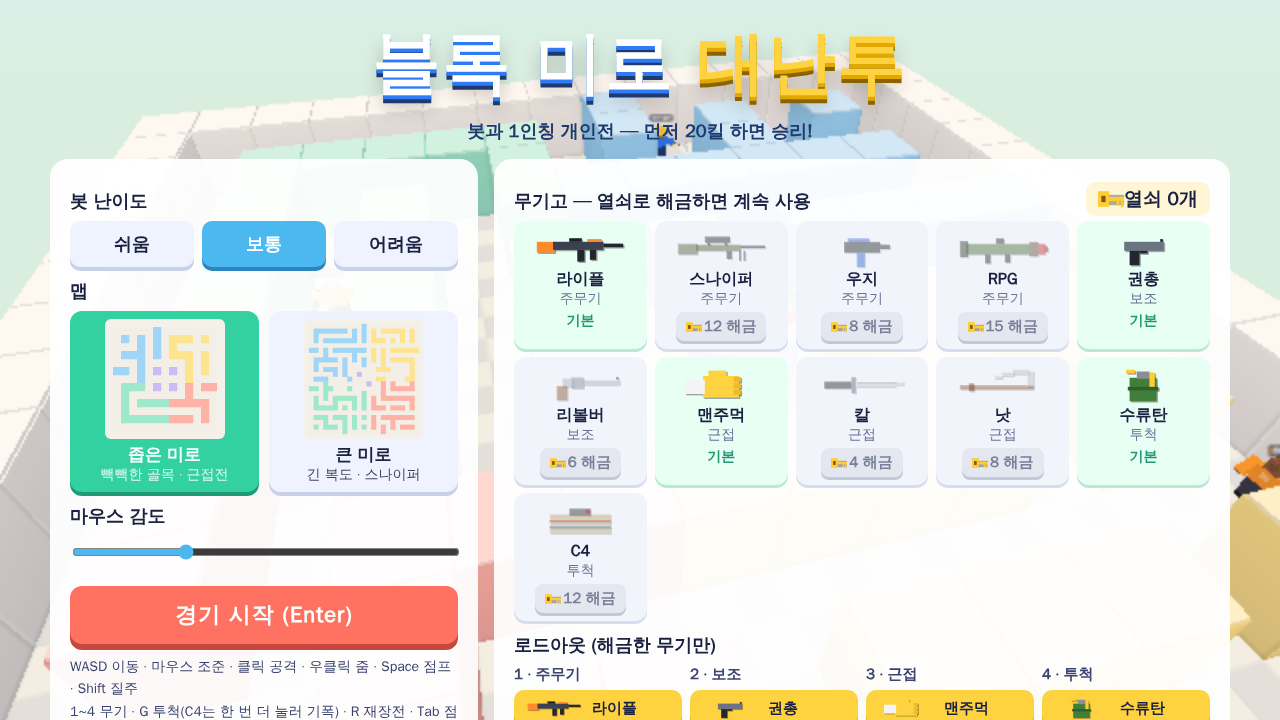 블록 미로 대난투
봇과 1인칭 개인전 — 먼저 20킬 하면 승리!
봇 난이도
쉬움
보통
어려움
맵
좁은 미로
빽빽한 골목 · 근접전
큰 미로
긴 복도 · 스나이퍼
마우스 감도
경기 시작 (Enter)
WASD 이동 · 마우스 조준 · 클릭 공격 · 우클릭 줌 · Space 점프
· Shift 질주
1~4 무기 · G 투척(C4는 한 번 더 눌러 기폭) · R 재장전 · Tab 점
무기고 — 열쇠로 해금하면 계속 사용
열쇠 0개
라이플
주무기
기본
스나이퍼
주무기
12 해금
우지
주무기
8 해금
RPG
주무기
15 해금
권총
보조
기본
리볼버
보조
6 해금
맨주먹
근접
기본
칼
근접
4 해금
낫
근접
8 해금
수류탄
투척
기본
C4
투척
12 해금
로드아웃 (해금한 무기만)
1 · 주무기
2 · 보조
3 · 근접
4 · 투척
라이플
권총
맨주먹
수류탄